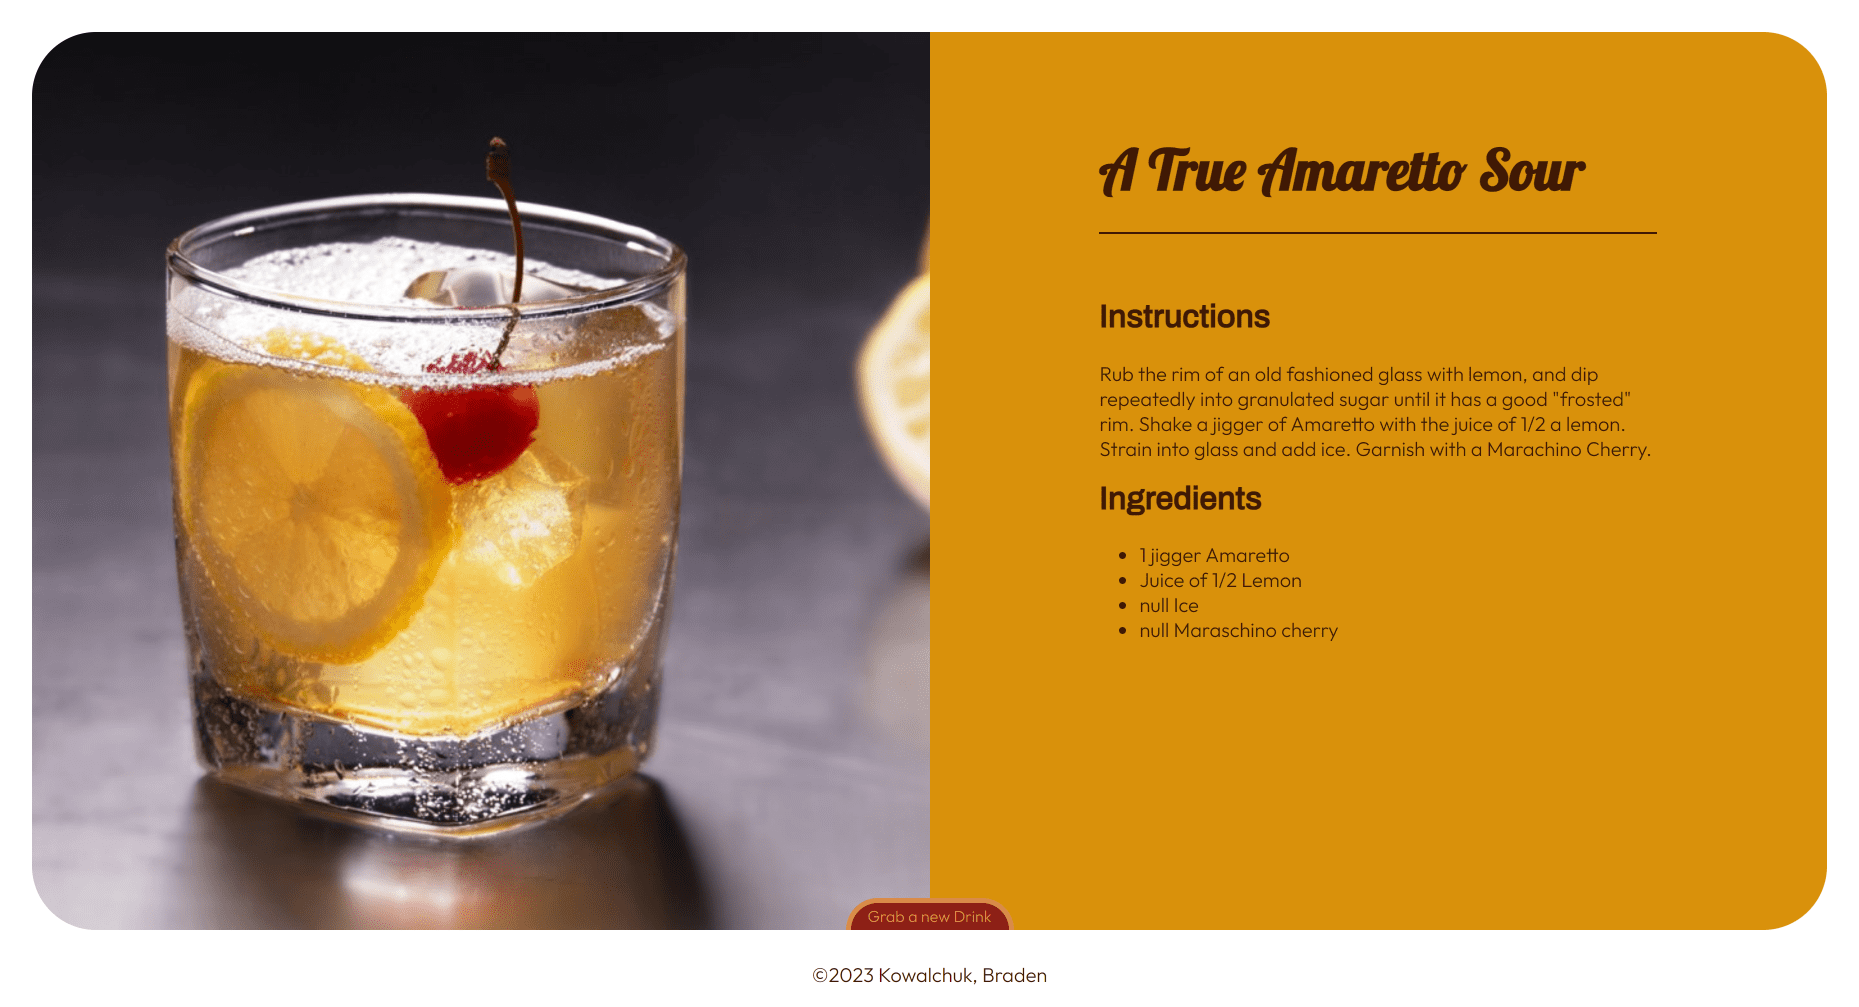 A True Amaretto Sour
Instructions
Rub the rim of an old fashioned glass with lemon, and dip
repeatedly into granulated sugar until it has a good "frosted"
rim. Shake a jigger of Amaretto with the juice of 1/2 a lemon.
Strain into glass and add ice. Garnish with a Marachino Cherry.
Ingredients
1 jigger Amaretto
Juice of 1/2 Lemon
null Ice
null Maraschino cherry
Grab a new Drink
©2023 Kowalchuk, Braden